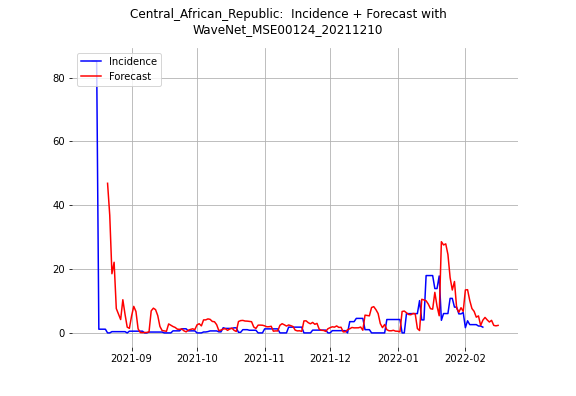 Central_African_Republic:  Incidence + Forecast with
WaveNet_MSE00124_20211210
Incidence
Forecast
80
60
40
20
0
2021-09
2021-10
2021-11
2021-12
2022-01
2022-02